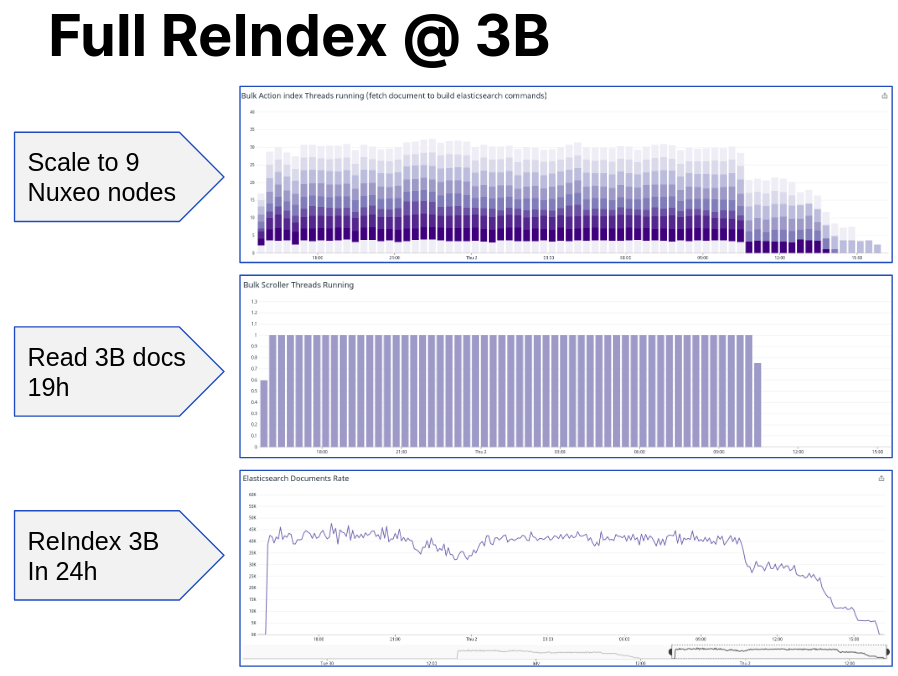 Full ReIndex @ 3B
Scale to 9
Nuxeo nodes
Bulk Action index Threads running (fetch document to build elasticsearch commands)
40
35
30
25
20
15
10
5
0
18:00 21:00 Thu 2 03:00 06:00 09:00 12:00 15:00
Read 3B docs
19h
Bulk Scroller Threads Running
1.3
1.2
1.1
1
0.9
0.8
0.7
0.6
0.5
0.4
0.3
0.2
0.1
0
18:00 21:00 Thu 2 03:00 06:00 09:00 12:00 15:00
ReIndex 3B
In 24h
Elasticsearch Documents Rate
60K
55K
50K
45K
40K
35K
30K
25K
20K
15K
10K
5K
0K
18:00 21:00 Thu 2 03:00 06:00 09:00 12:00 15:00
Tue 30 12:00 July 12:00 Thu 2 12:00